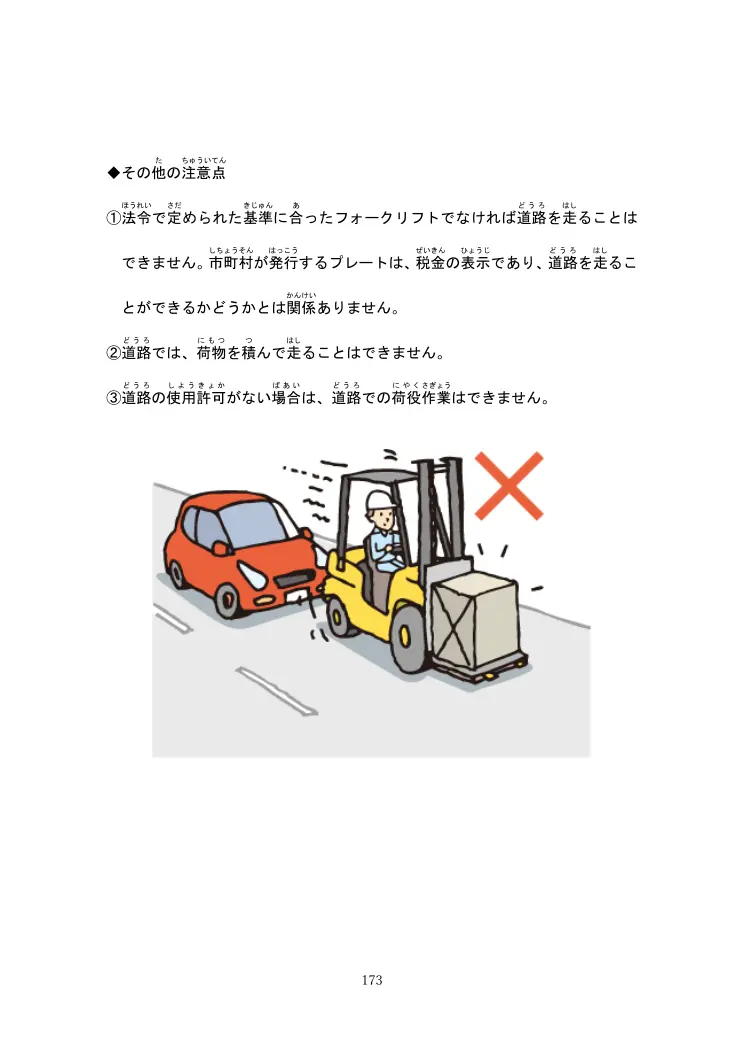 ◆その他の注意点
①法令で定められた基準に合ったフォークリフトでなければ道路を走ることは
できません。市町村が発行するプレートは、税金の表示であり、道路を走るこ
とができるかどうかとは関係ありません。
②道路では、荷物を積んで走ることはできません。
③道路の使用許可がない場合は、道路での荷役作業はできません。
173